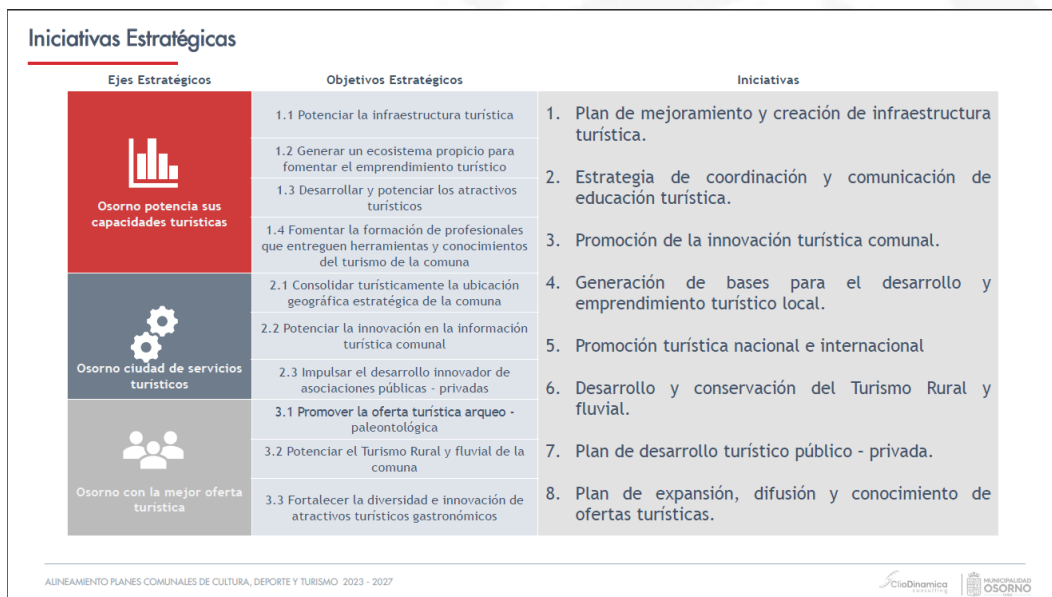 Iniciativas Estratégicas
Ejes Estratégicos
Objetivos Estratégicos
Iniciativas
Osorno potencia sus
capacidades turísticas
1.1 Potenciar la infraestructura turística
1.2 Generar un ecosistema propicio para
fomentar el emprendimiento turístico
1.3 Desarrollar y potenciar los atractivos
turísticos
1.4 Fomentar la formación de profesionales
que entreguen herramientas y conocimientos
del turismo de la comuna
Osorno ciudad de servicios
turísticos
2.1 Consolidar turísticamente la ubicación
geográfica estratégica de la comuna
2.2 Potenciar la innovación en la información
turística comunal
2.3 Impulsar el desarrollo innovador de
asociaciones públicas - privadas
Osorno con la mejor oferta
turística
3.1 Promover la oferta turística arqueo -
paleontológica
3.2 Potenciar el Turismo Rural y fluvial de la
comuna
3.3 Fortalecer la diversidad e innovación de
atractivos turísticos gastronómicos
1. Plan de mejoramiento y creación de infraestructura
turística.
2. Estrategia de coordinación y comunicación de
educación turística.
3. Promoción de la innovación turística comunal.
4. Generación de bases para el desarrollo y
emprendimiento turístico local.
5. Promoción turística nacional e internacional
6. Desarrollo y conservación del Turismo Rural y
fluvial.
7. Plan de desarrollo turístico público - privada.
8. Plan de expansión, difusión y conocimiento de
ofertas turísticas.
ALINEAMIENTO PLANES COMUNALES DE CULTURA, DEPORTE Y TURISMO 2023 - 2027
ClioDinamica
consulting
MUNICIPALIDAD
OSORNO